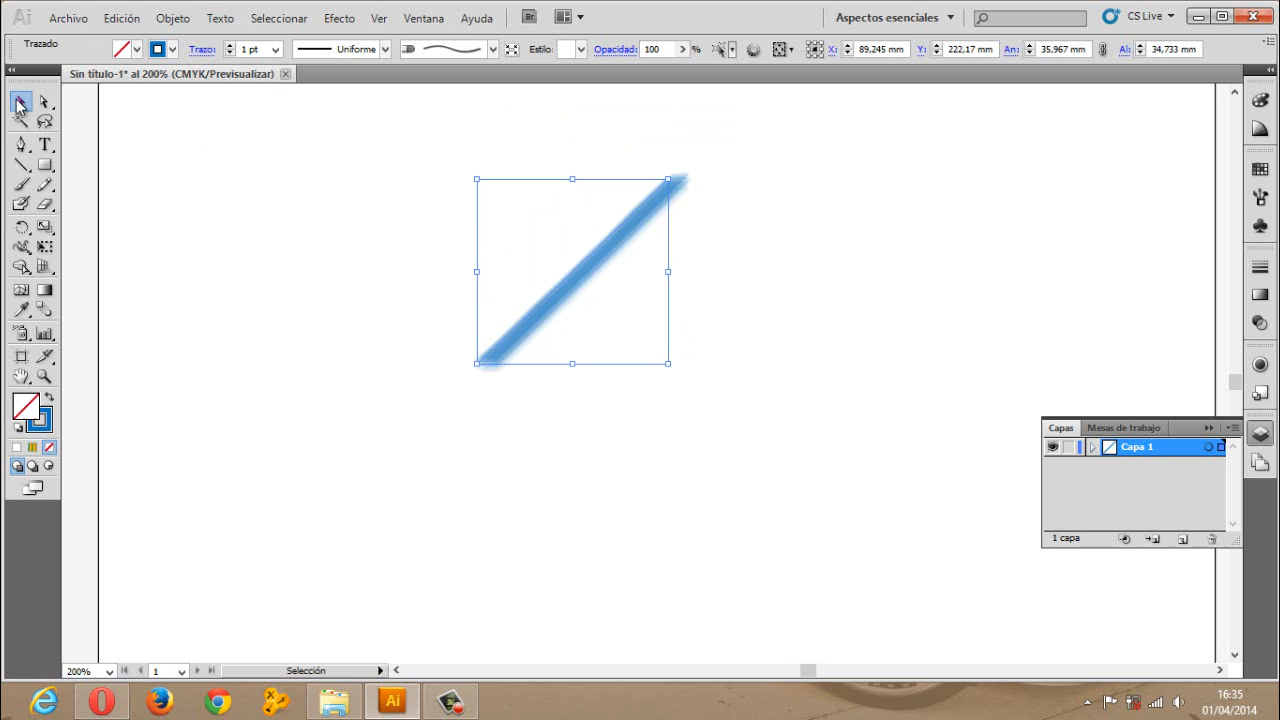 Ai Archivo Edición Objeto Texto Seleccionar Efecto Ver Ventana Ayuda Br Aspectos esenciales CS Live
Trazado Trazo: 1 pt Uniforme Estilo: Opacidad: 100 % X: 89,245 mm Y: 222,17 mm An: 35,967 mm Al: 34,733 mm
Sin título-1* al 200% (CMYK/Previsualizar)
T
Capas Mesas de trabajo
Capa 1
1 capa
200% 1 Selección
Ai
16:35
01/04/2014